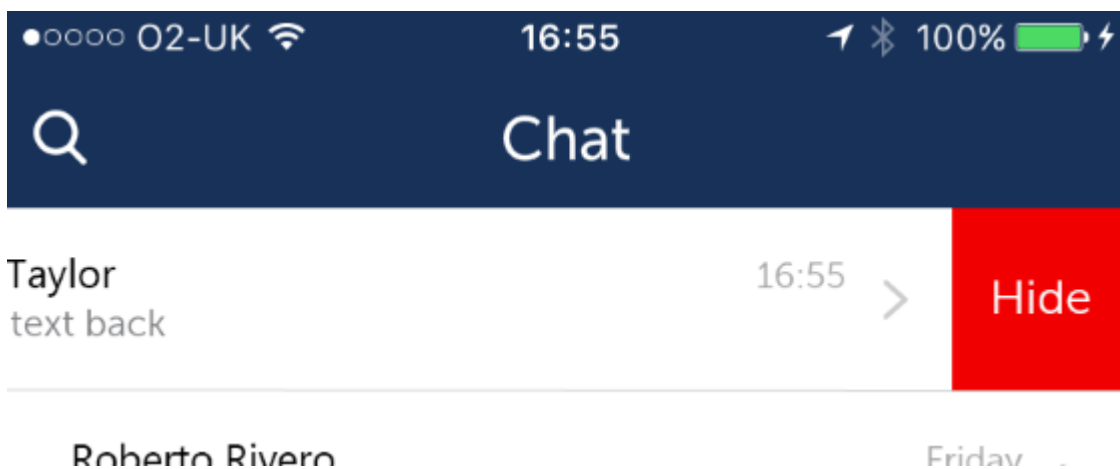 O2-UK 16:55 100%
Chat
Taylor 16:55
text back
Hide
Roberto Rivero Friday